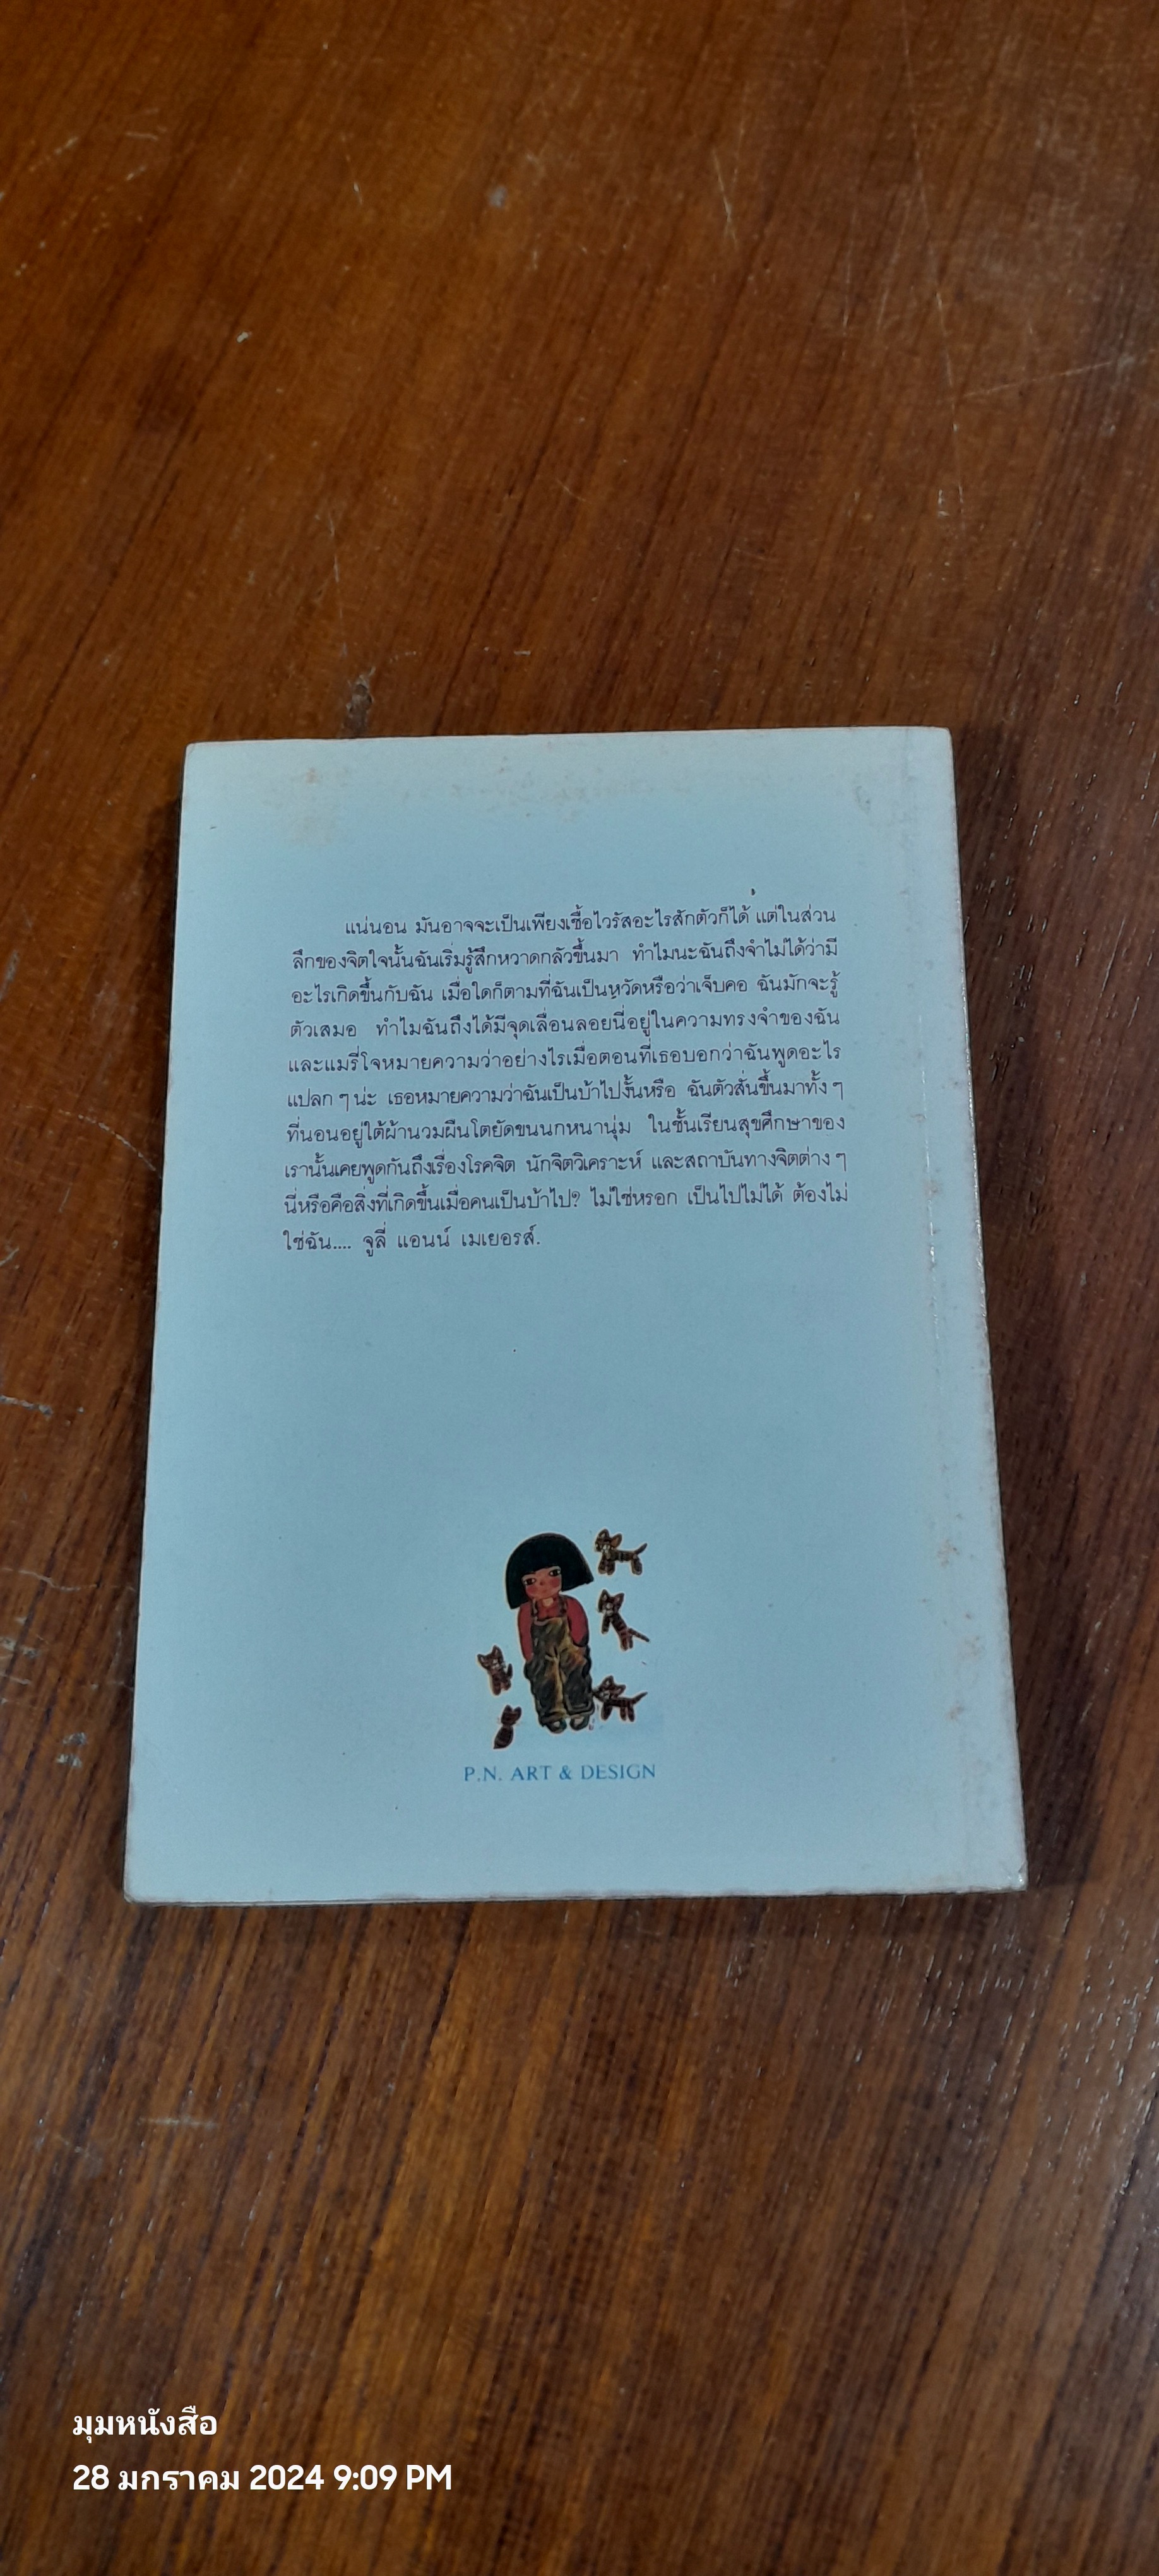 แน่นอน มันอาจจะเป็นเพียงเชื้อไวรัสอะไรสักตัวก็ได้ แต่ในส่วน
ลึกของจิตใจนั้นฉันเริ่มรู้สึกหวาดกลัวขึ้นมา ทำไมนะฉันถึงจำไม่ได้ว่ามี
อะไรเกิดขึ้นกับฉัน เมื่อใดก็ตามที่ฉันเป็นหวัดหรือว่าเจ็บคอ ฉันมักจะรู้
ตัวเสมอ ทำไมฉันถึงได้มีจุดเลื่อนลอยนี่อยู่ในความทรงจำของฉัน
และแมรี่โจหมายความว่าอย่างไรเมื่อตอนที่เธอบอกว่าฉันพูดอะไร
แปลก ๆ น่ะ เธอหมายความว่าฉันเป็นบ้าไปงั้นหรือ ฉันตัวสั่นขึ้นมาทั้ง ๆ
ที่นอนอยู่ใต้ผ้านวมผืนโตยัดขนนกหนานุ่ม ในชั้นเรียนสุขศึกษาของ
เรานั้นเคยพูดกันถึงเรื่องโรคจิต นักจิตวิเคราะห์ และสถาบันทางจิตต่าง ๆ
นี่หรือคือสิ่งที่เกิดขึ้นเมื่อคนเป็นบ้าไป? ไม่ใช่หรอก เป็นไปไม่ได้ ต้องไม่
ใช่ฉัน.... จูลี่ แอนน์ เมเยอรส์.
P.N. ART & DESIGN
มุมหนังสือ
28 มกราคม 2024 9:09 PM